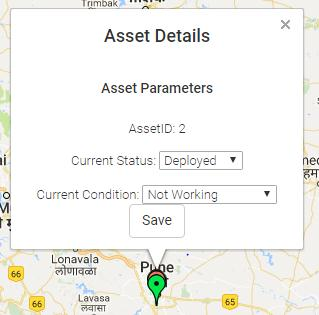 Trimbak
×
Asset Details
Asset Parameters
AssetID: 2
Current Status: Deployed
Current Condition: Not Working
Save
Lonavala
लोणावळा
Pune
66
Lavasa
लवासा
65
66